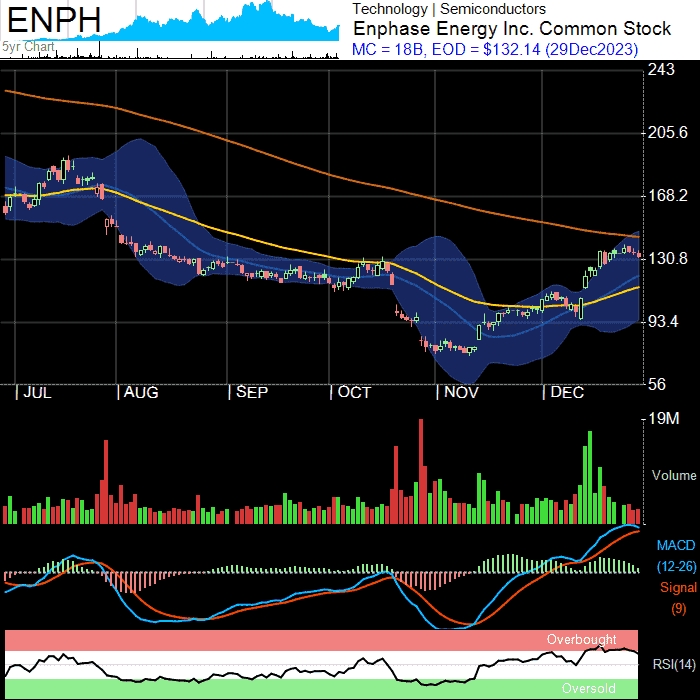 ENPH
Technology | Semiconductors
Enphase Energy Inc. Common Stock
5yr Chart
MC = 18B, EOD = $132.14 (29Dec2023)
243
205.6
168.2
130.8
93.4
56
|JUL |AUG |SEP |OCT |NOV |DEC
19M
Volume
MACD
(12-26)
Signal
(9)
Overbought
RSI(14)
Oversold